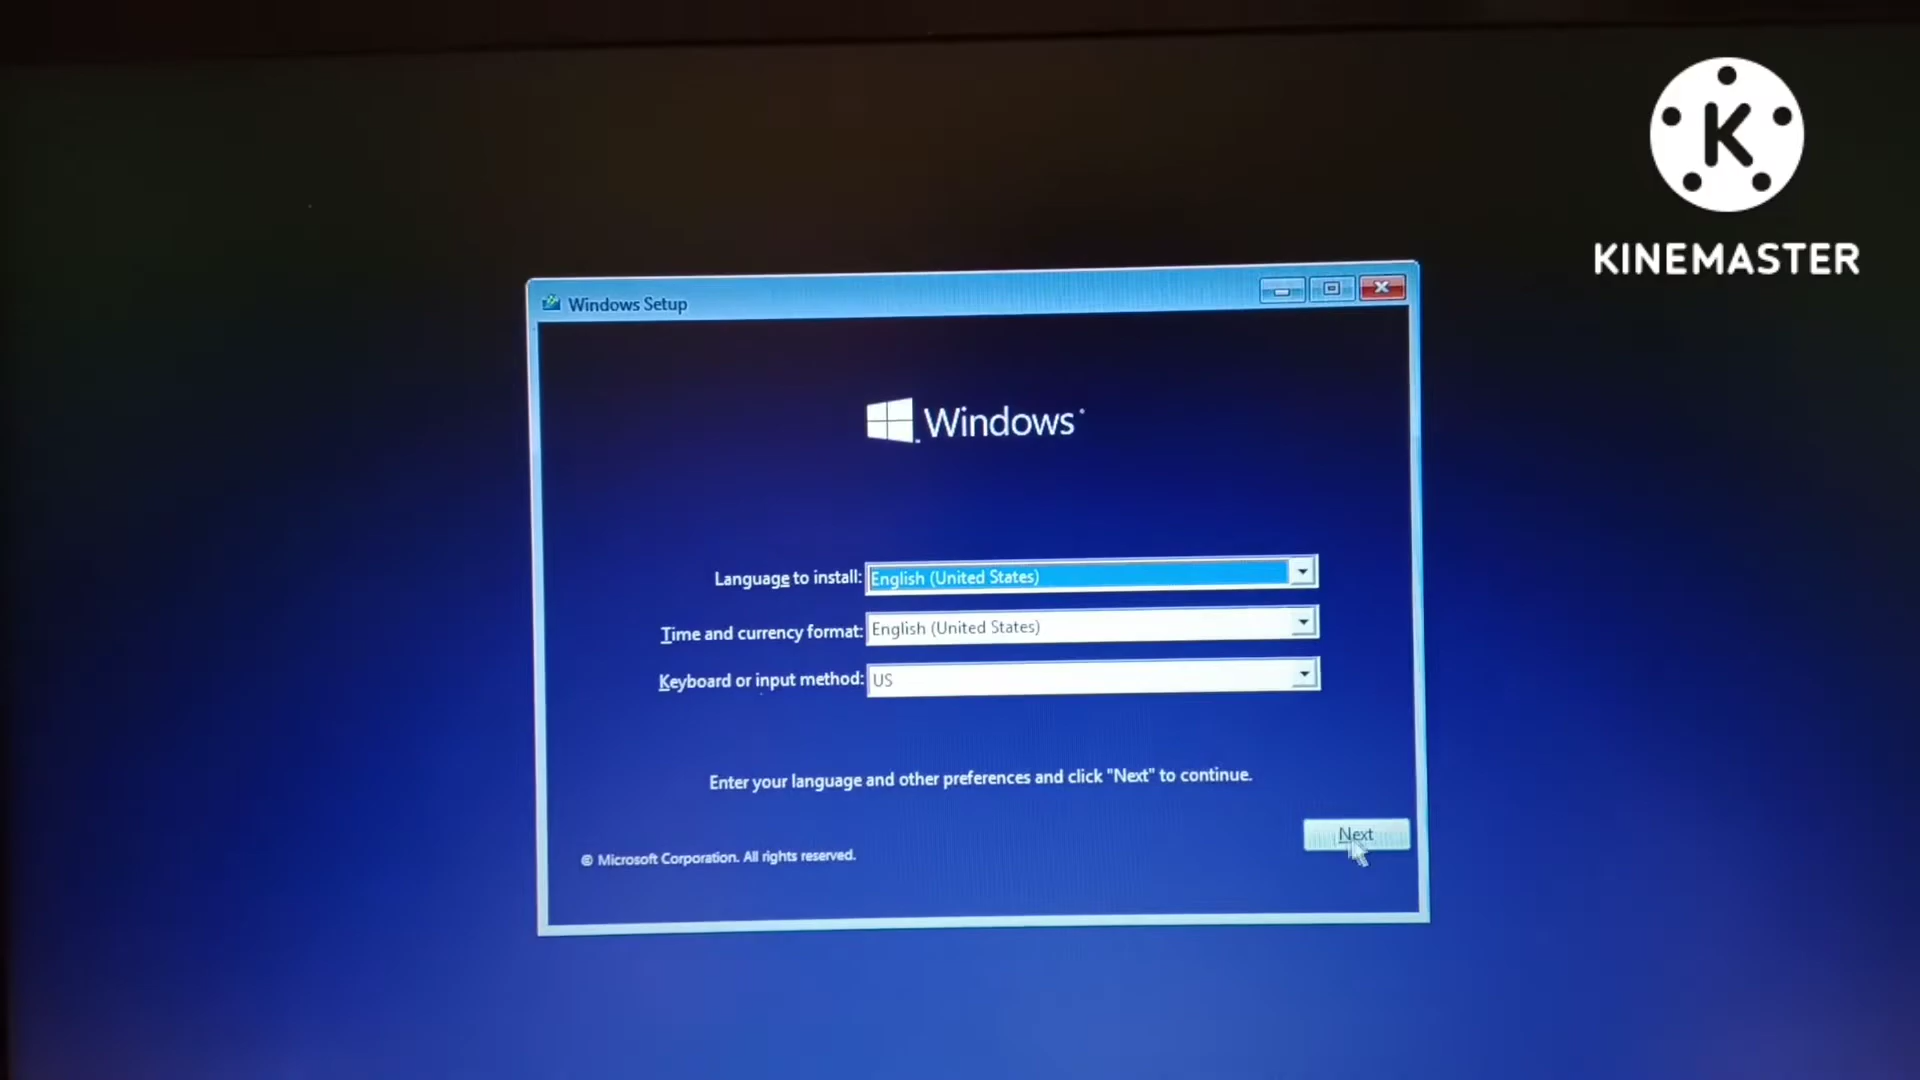 K
KINEMASTER
Windows Setup
Windows
Language to install: English (United States)
Time and currency format: English (United States)
Keyboard or input method: US
Enter your language and other preferences and click "Next" to continue.
Next
© Microsoft Corporation. All rights reserved.